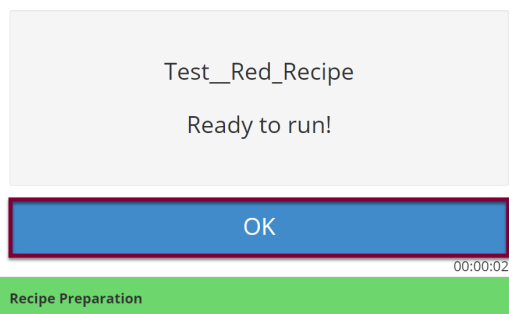 Test__Red_Recipe
Ready to run!
OK
00:00:02
Recipe Preparation